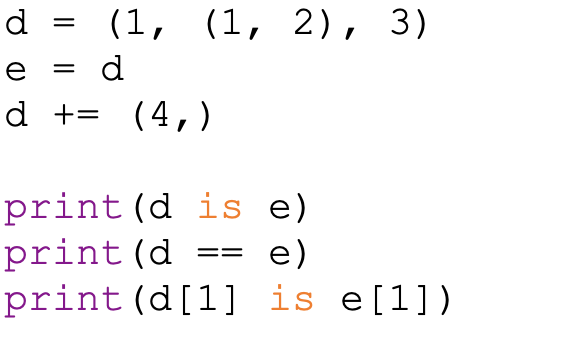 d = (1, (1, 2), 3)
e = d
d += (4,)
print(d is e)
print(d == e)
print(d[1] is e[1])